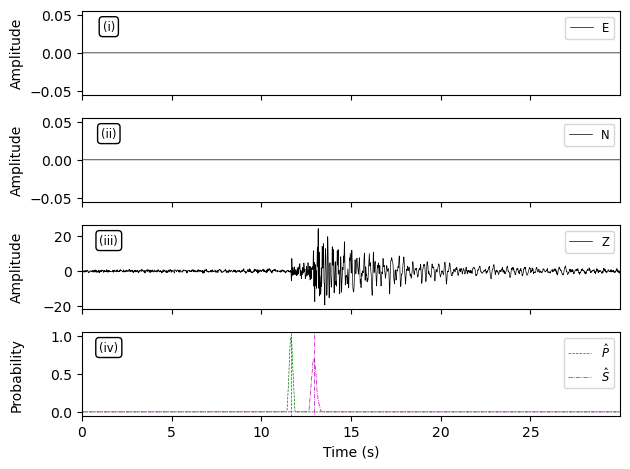 0.05
(i)
E
Amplitude
0.00
−0.05
0.05
(ii)
N
Amplitude
0.00
−0.05
20
(iii)
Z
Amplitude
0
−20
1.0
(iv)
P̂
Ŝ
Probability
0.5
0.0
0 5 10 15 20 25
Time (s)